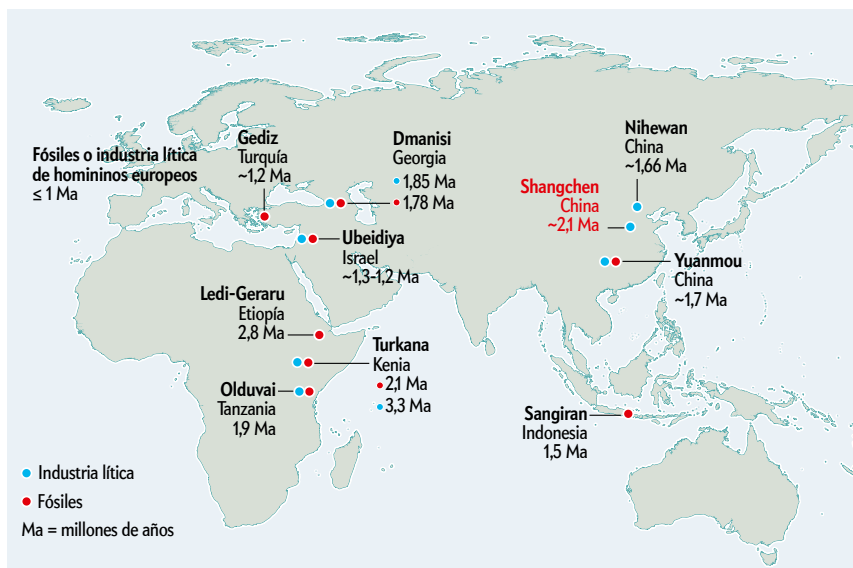 Fósiles o industria lítica
de homininos europeos
≤ 1 Ma
Gediz
Turquía
~1,2 Ma
Dmanisi
Georgia
1,85 Ma
1,78 Ma
Nihewan
China
~1,66 Ma
Shangchen
China
~2,1 Ma
Ubeidiya
Israel
~1,3-1,2 Ma
Yuanmou
China
~1,7 Ma
Ledi-Geraru
Etiopía
2,8 Ma
Turkana
Kenia
2,1 Ma
3,3 Ma
Olduvai
Tanzania
1,9 Ma
Sangiran
Indonesia
1,5 Ma
Industria lítica
Fósiles
Ma = millones de años